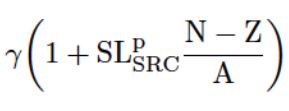 γ(1 + SL^p_SRC (N − Z)/A)